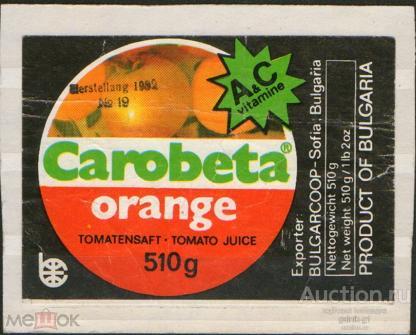 Herstellung 1982
No 19
A&C
vitamine
Carobeta®
orange
TOMATENSAFT · TOMATO JUICE
510g
Exporter:
BULGARCOOP-Sofia, Bulgaria
Nettogewicht 510 g
Net weight 510 g / 1 lb 2 oz
PRODUCT OF BULGARIA
Мешок
Auction.ru